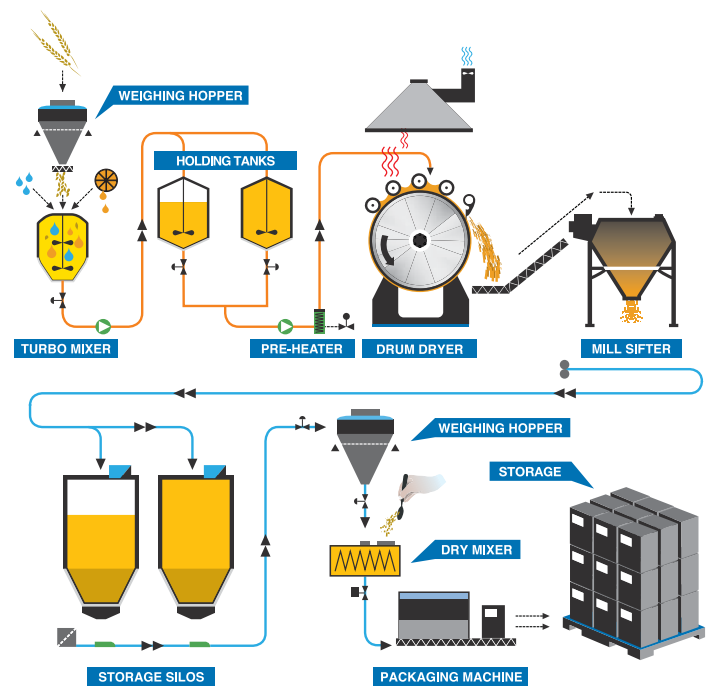 WEIGHING HOPPER
HOLDING TANKS
TURBO MIXER
PRE-HEATER
DRUM DRYER
MILL SIFTER
WEIGHING HOPPER
STORAGE
DRY MIXER
STORAGE SILOS
PACKAGING MACHINE